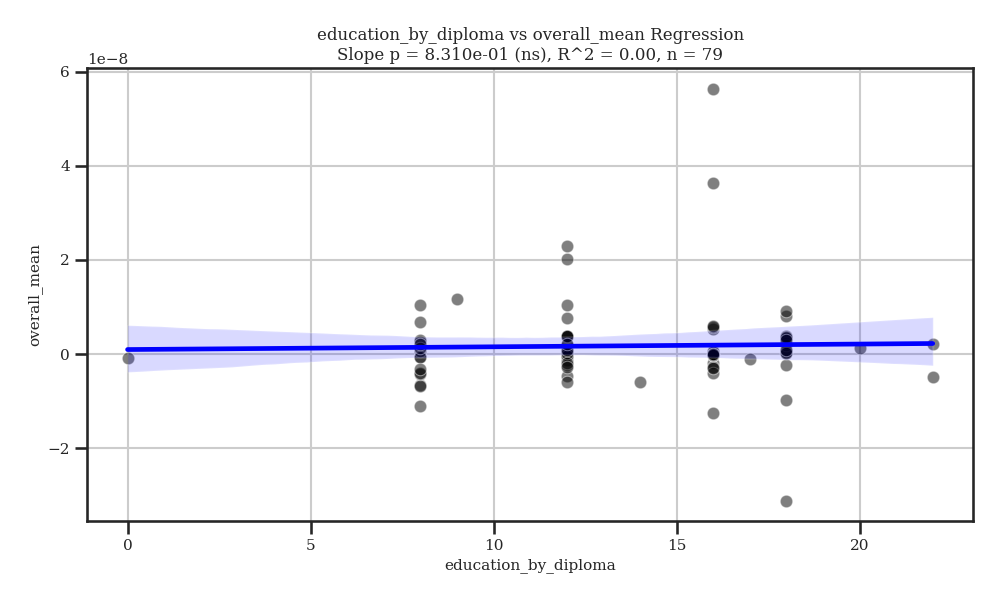 education_by_diploma vs overall_mean Regression
Slope p = 8.310e-01 (ns), R^2 = 0.00, n = 79
1e−8
6
4
2
0
−2
overall_mean
0
5
10
15
20
education_by_diploma